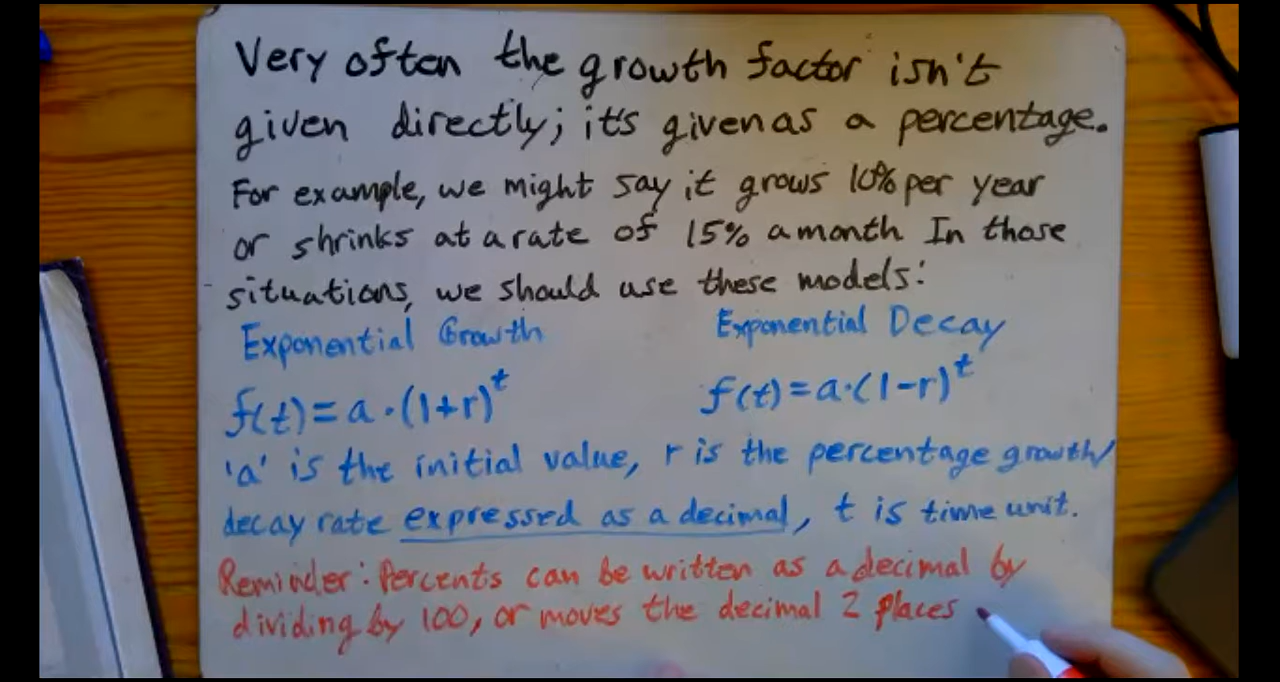 Very often the growth factor isn't
given directly; it's given as a percentage.
For example, we might say it grows 10% per year
or shrinks at a rate of 15% a month In those
situations, we should use these models:
Exponential Growth
f(t) = a · (1+r)^t
Exponential Decay
f(t) = a · (1-r)^t
'a' is the initial value, r is the percentage growth/
decay rate expressed as a decimal, t is time unit.
Reminder: Percents can be written as a decimal by
dividing by 100, or moves the decimal 2 places